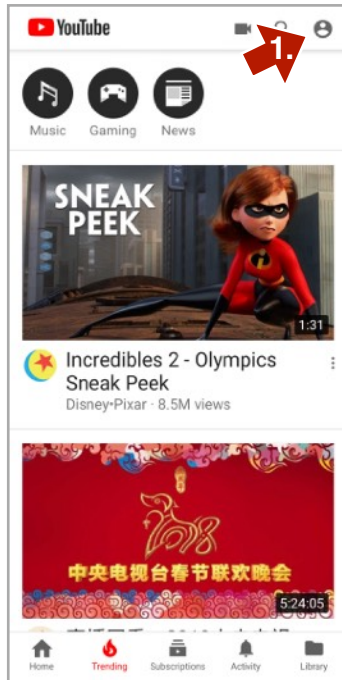 YouTube
1.
Music Gaming News
SNEAK
PEEK
1:31
Incredibles 2 - Olympics
Sneak Peek
Disney•Pixar · 8.5M views
2018
中央电视台春节联欢晚会
5:24:05
Home Trending Subscriptions Activity Library